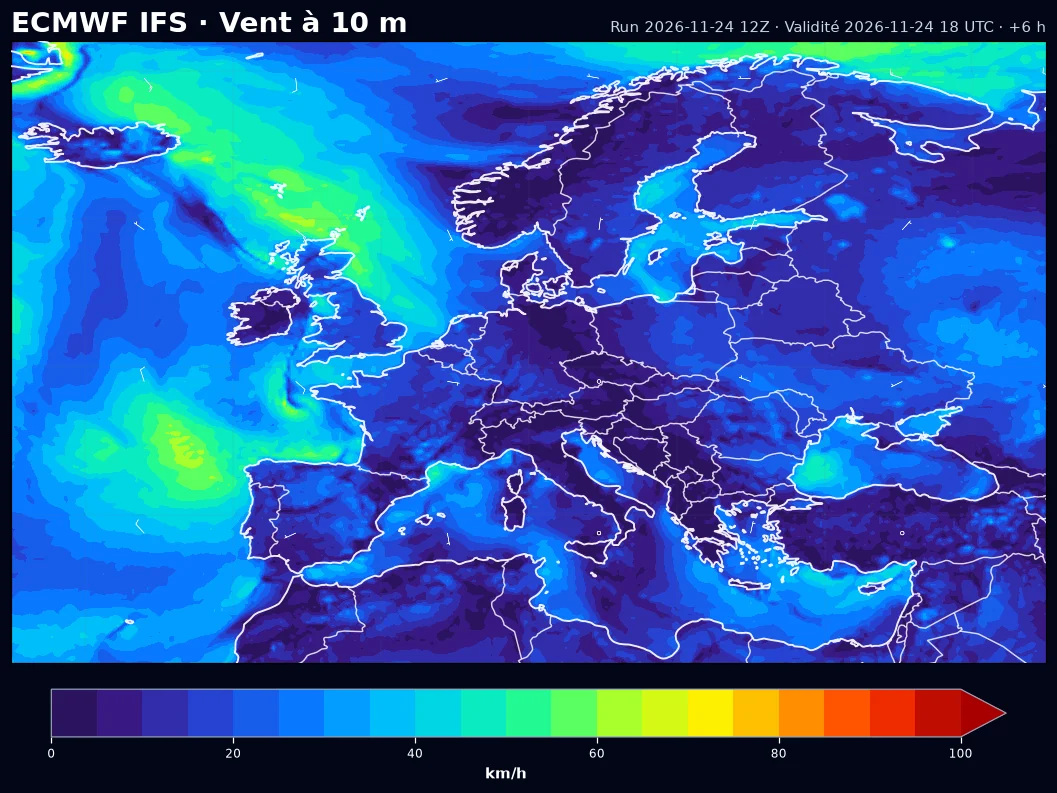 ECMWF IFS · Vent à 10 m
Run 2026-11-24 12Z · Validité 2026-11-24 18 UTC · +6 h
0 20 40 60 80 100
km/h